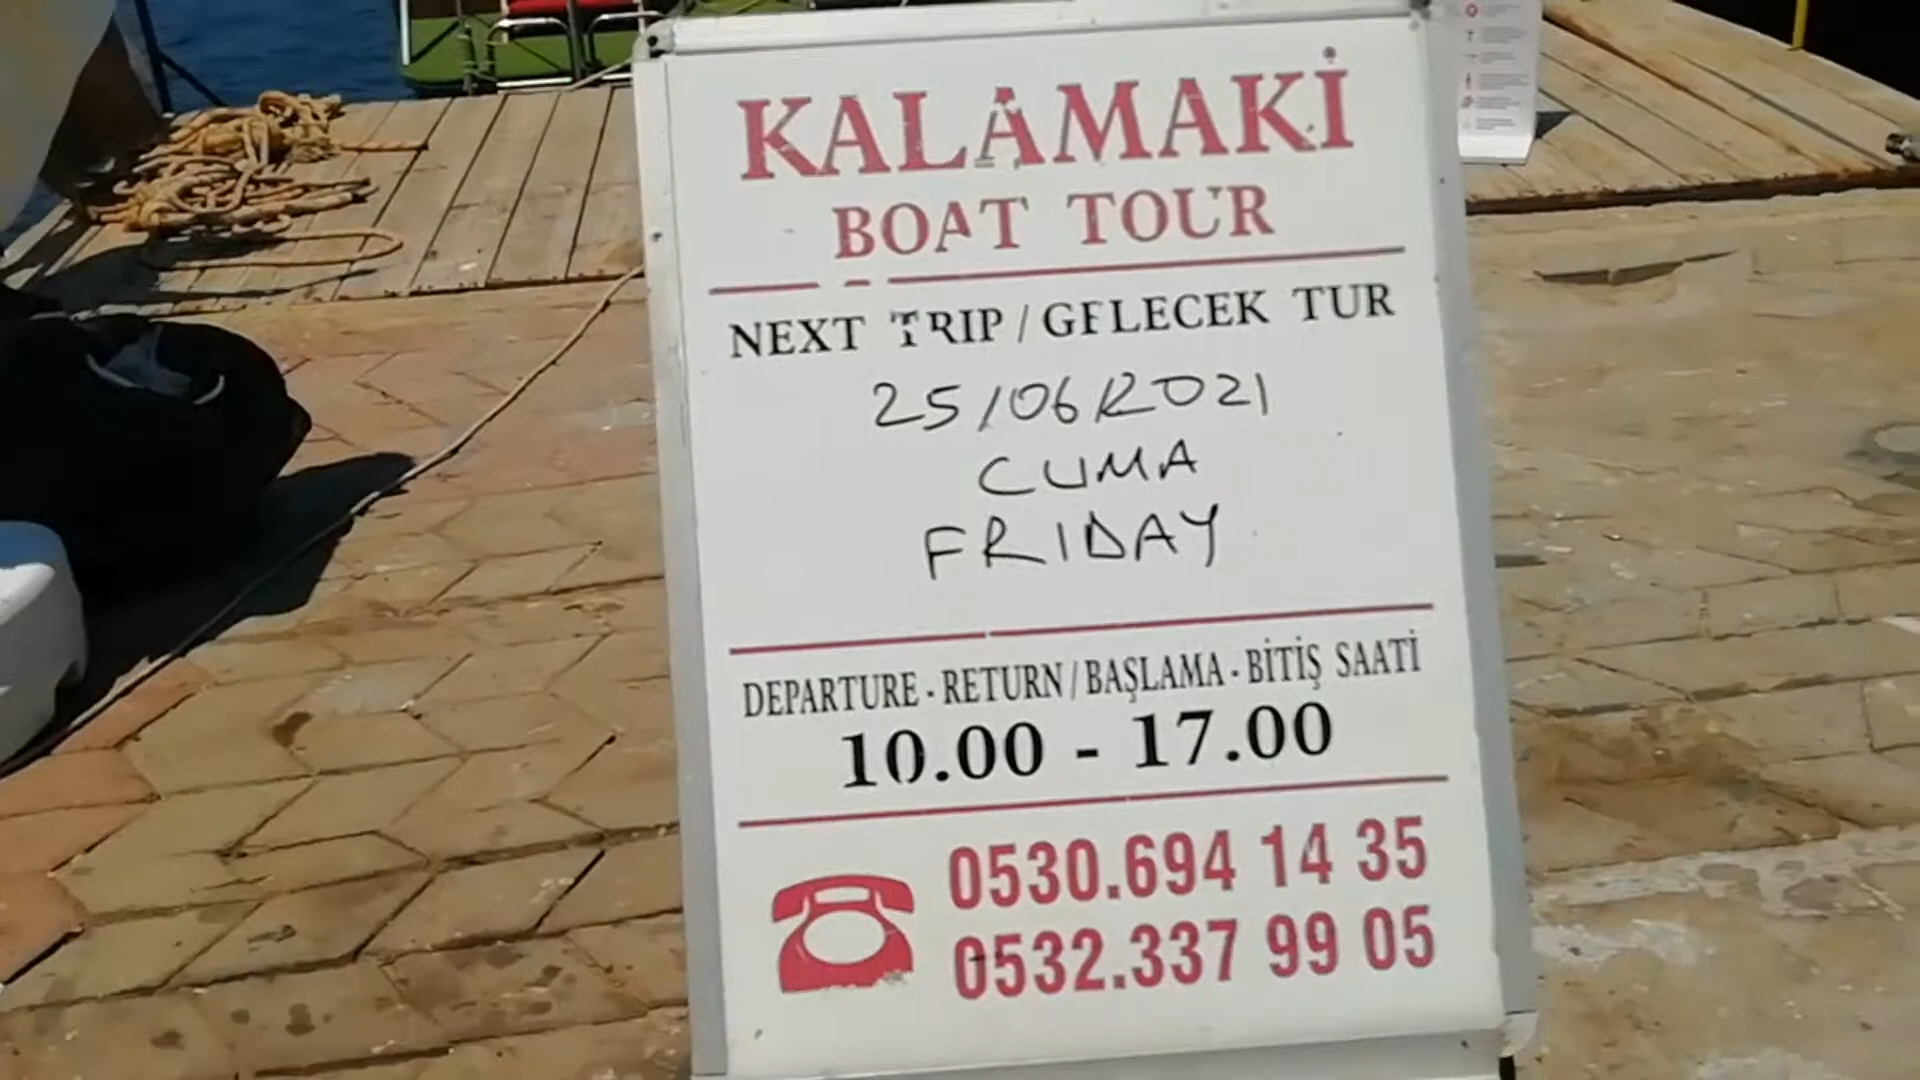 KALAMAKİ
BOAT TOUR
NEXT TRIP / GELECEK TUR
25/06/2021
CUMA
FRIDAY
DEPARTURE - RETURN / BAŞLAMA - BİTİŞ SAATİ
10.00 - 17.00
0530.694 14 35
0532.337 99 05